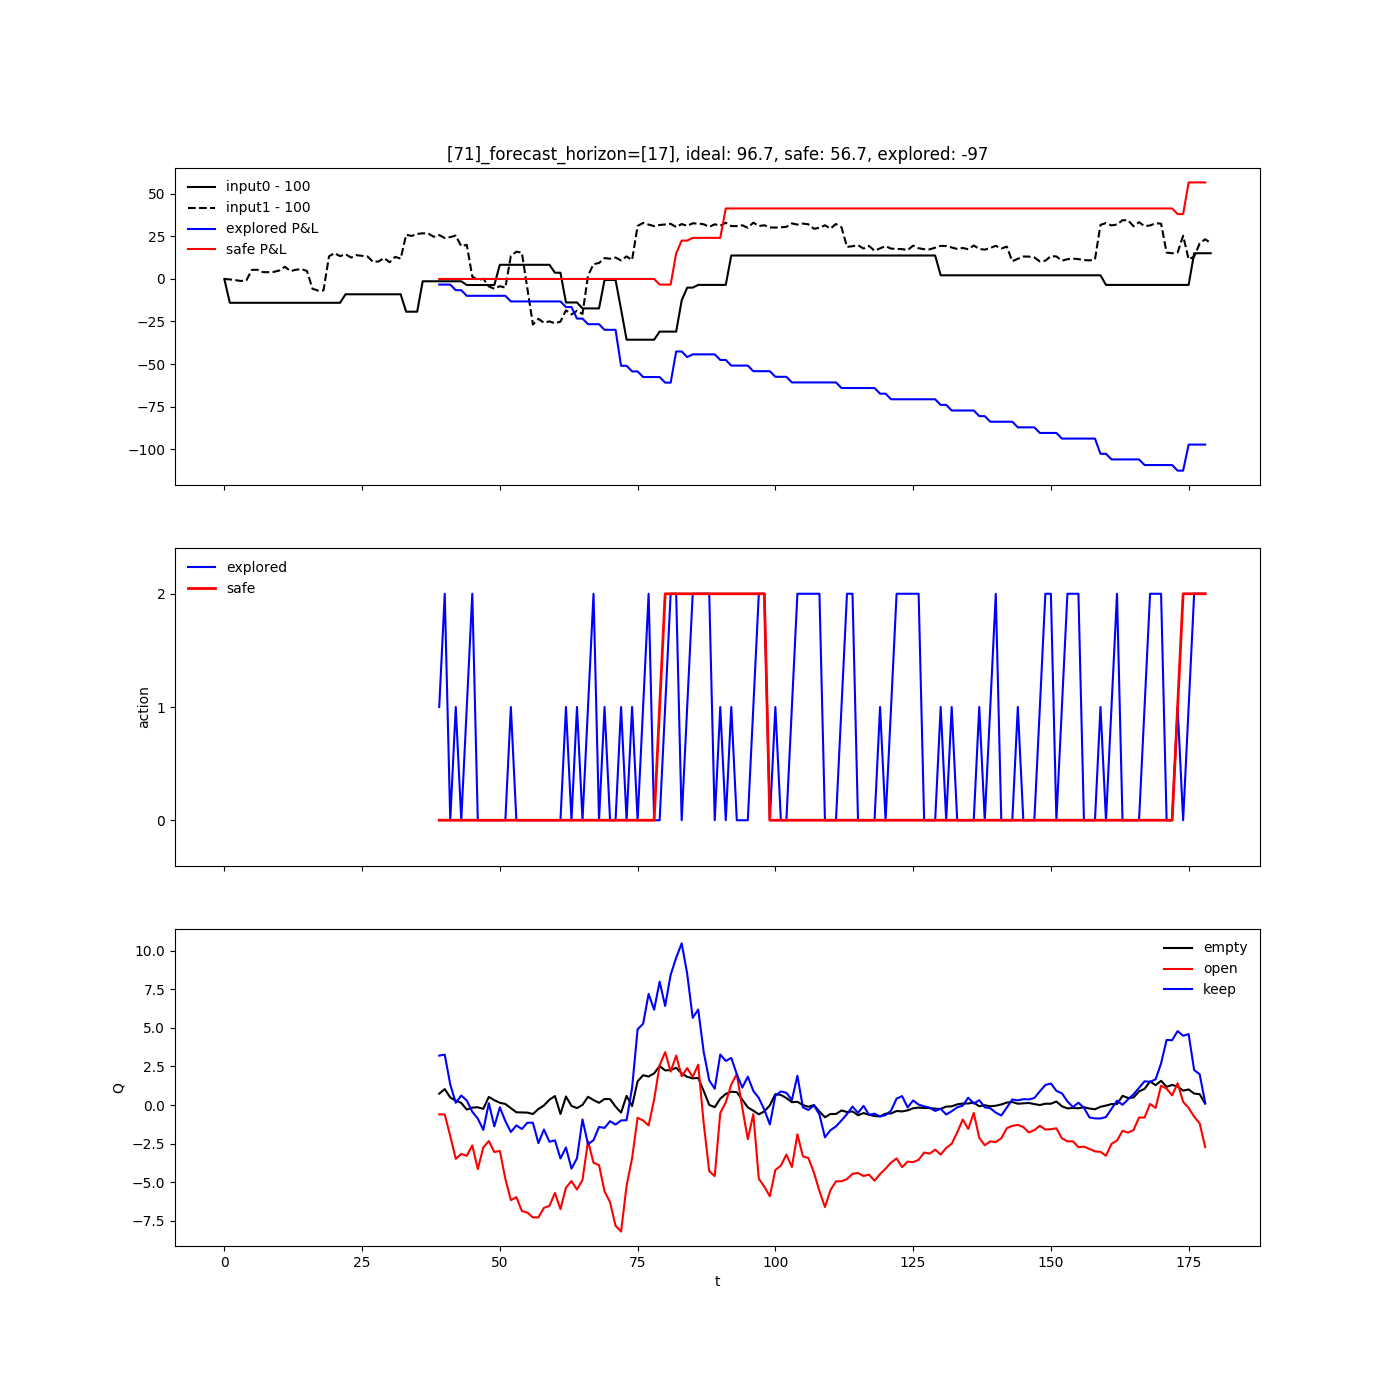 [71]_forecast_horizon=[17], ideal: 96.7, safe: 56.7, explored: -97
input0 - 100
input1 - 100
explored P&L
safe P&L
50
25
0
−25
−50
−75
−100
explored
safe
2
1
0
action
empty
open
keep
10.0
7.5
5.0
2.5
0.0
−2.5
−5.0
−7.5
Q
0 25 50 75 100 125 150 175
t